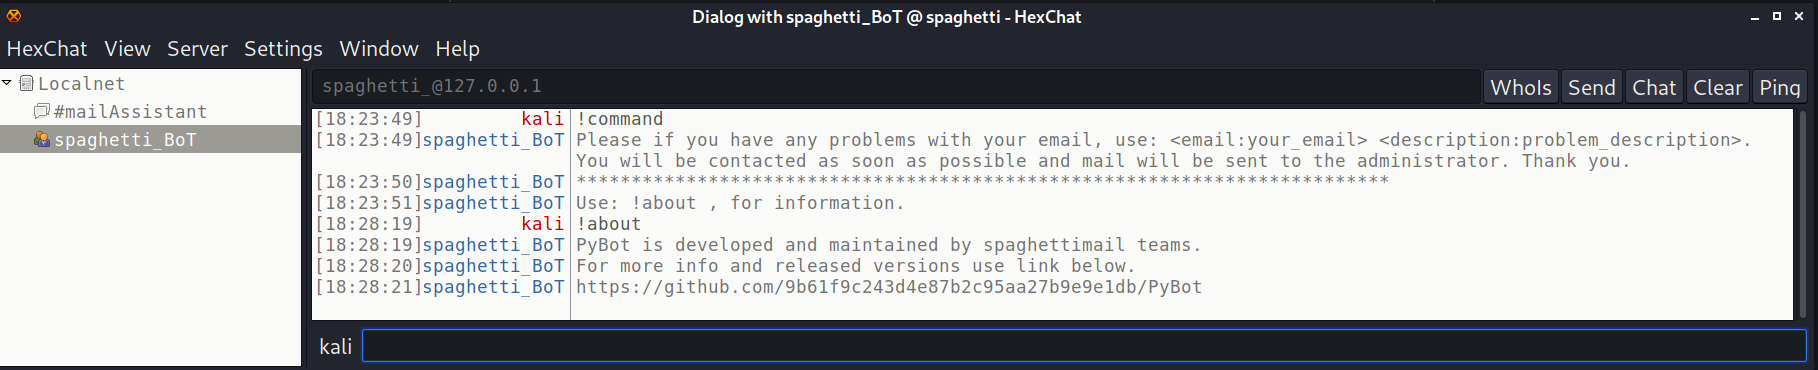 Dialog with spaghetti_BoT @ spaghetti - HexChat
HexChat View Server Settings Window Help
Localnet
#mailAssistant
spaghetti_BoT
spaghetti_@127.0.0.1
WhoIs Send Chat Clear Ping
[18:23:49] kali !command
[18:23:49] spaghetti_BoT Please if you have any problems with your email, use: <email:your_email> <description:problem_description>.
You will be contacted as soon as possible and mail will be sent to the administrator. Thank you.
[18:23:50] spaghetti_BoT **************************************************************************
[18:23:51] spaghetti_BoT Use: !about , for information.
[18:28:19] kali !about
[18:28:19] spaghetti_BoT PyBot is developed and maintained by spaghettimail teams.
[18:28:20] spaghetti_BoT For more info and released versions use link below.
[18:28:21] spaghetti_BoT https://github.com/9b61f9c243d4e87b2c95aa27b9e9e1db/PyBot
kali